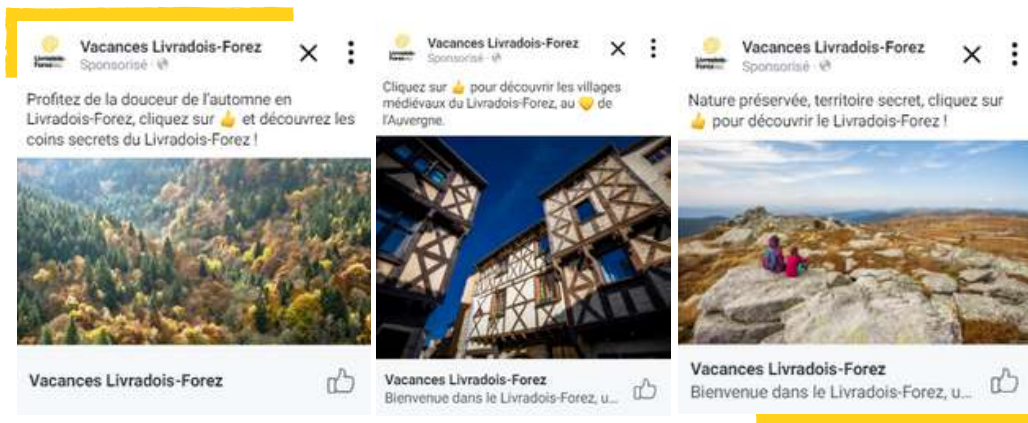 Vacances Livradois-Forez
Sponsorisé
Profitez de la douceur de l'automne en
Livradois-Forez, cliquez sur 👍 et découvrez les
coins secrets du Livradois-Forez !
Vacances Livradois-Forez
Vacances Livradois-Forez
Sponsorisé
Cliquez sur 👍 pour découvrir les villages
médiévaux du Livradois-Forez, au 💛 de
l'Auvergne.
Vacances Livradois-Forez
Bienvenue dans le Livradois-Forez, u...
Vacances Livradois-Forez
Sponsorisé
Nature préservée, territoire secret, cliquez sur
👍 pour découvrir le Livradois-Forez !
Vacances Livradois-Forez
Bienvenue dans le Livradois-Forez, u...